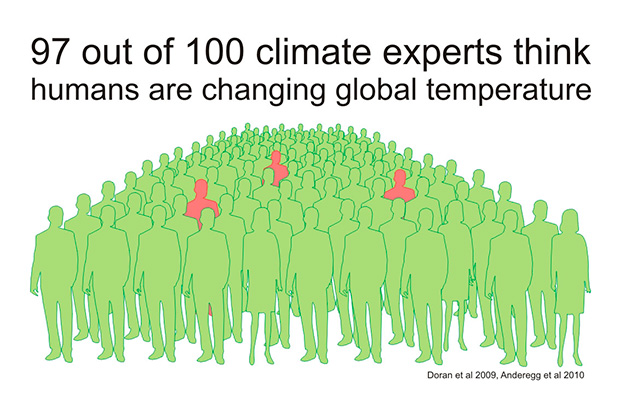 97 out of 100 climate experts think
humans are changing global temperature
Doran et al 2009, Anderegg et al 2010